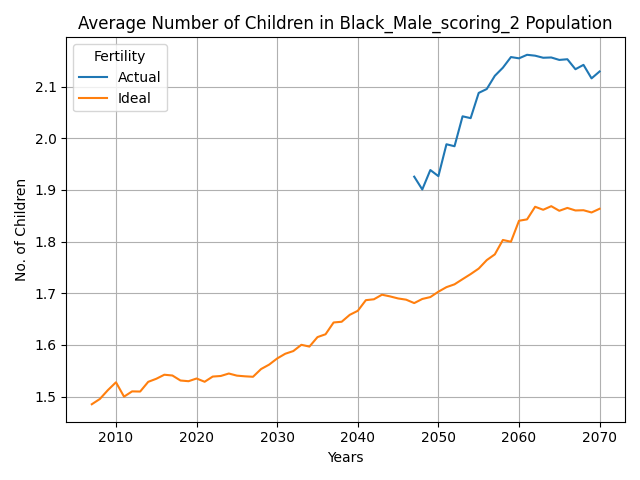 Average Number of Children in Black_Male_scoring_2 Population
Fertility
Actual
Ideal
No. of Children
2.1
2.0
1.9
1.8
1.7
1.6
1.5
2010 2020 2030 2040 2050 2060 2070
Years